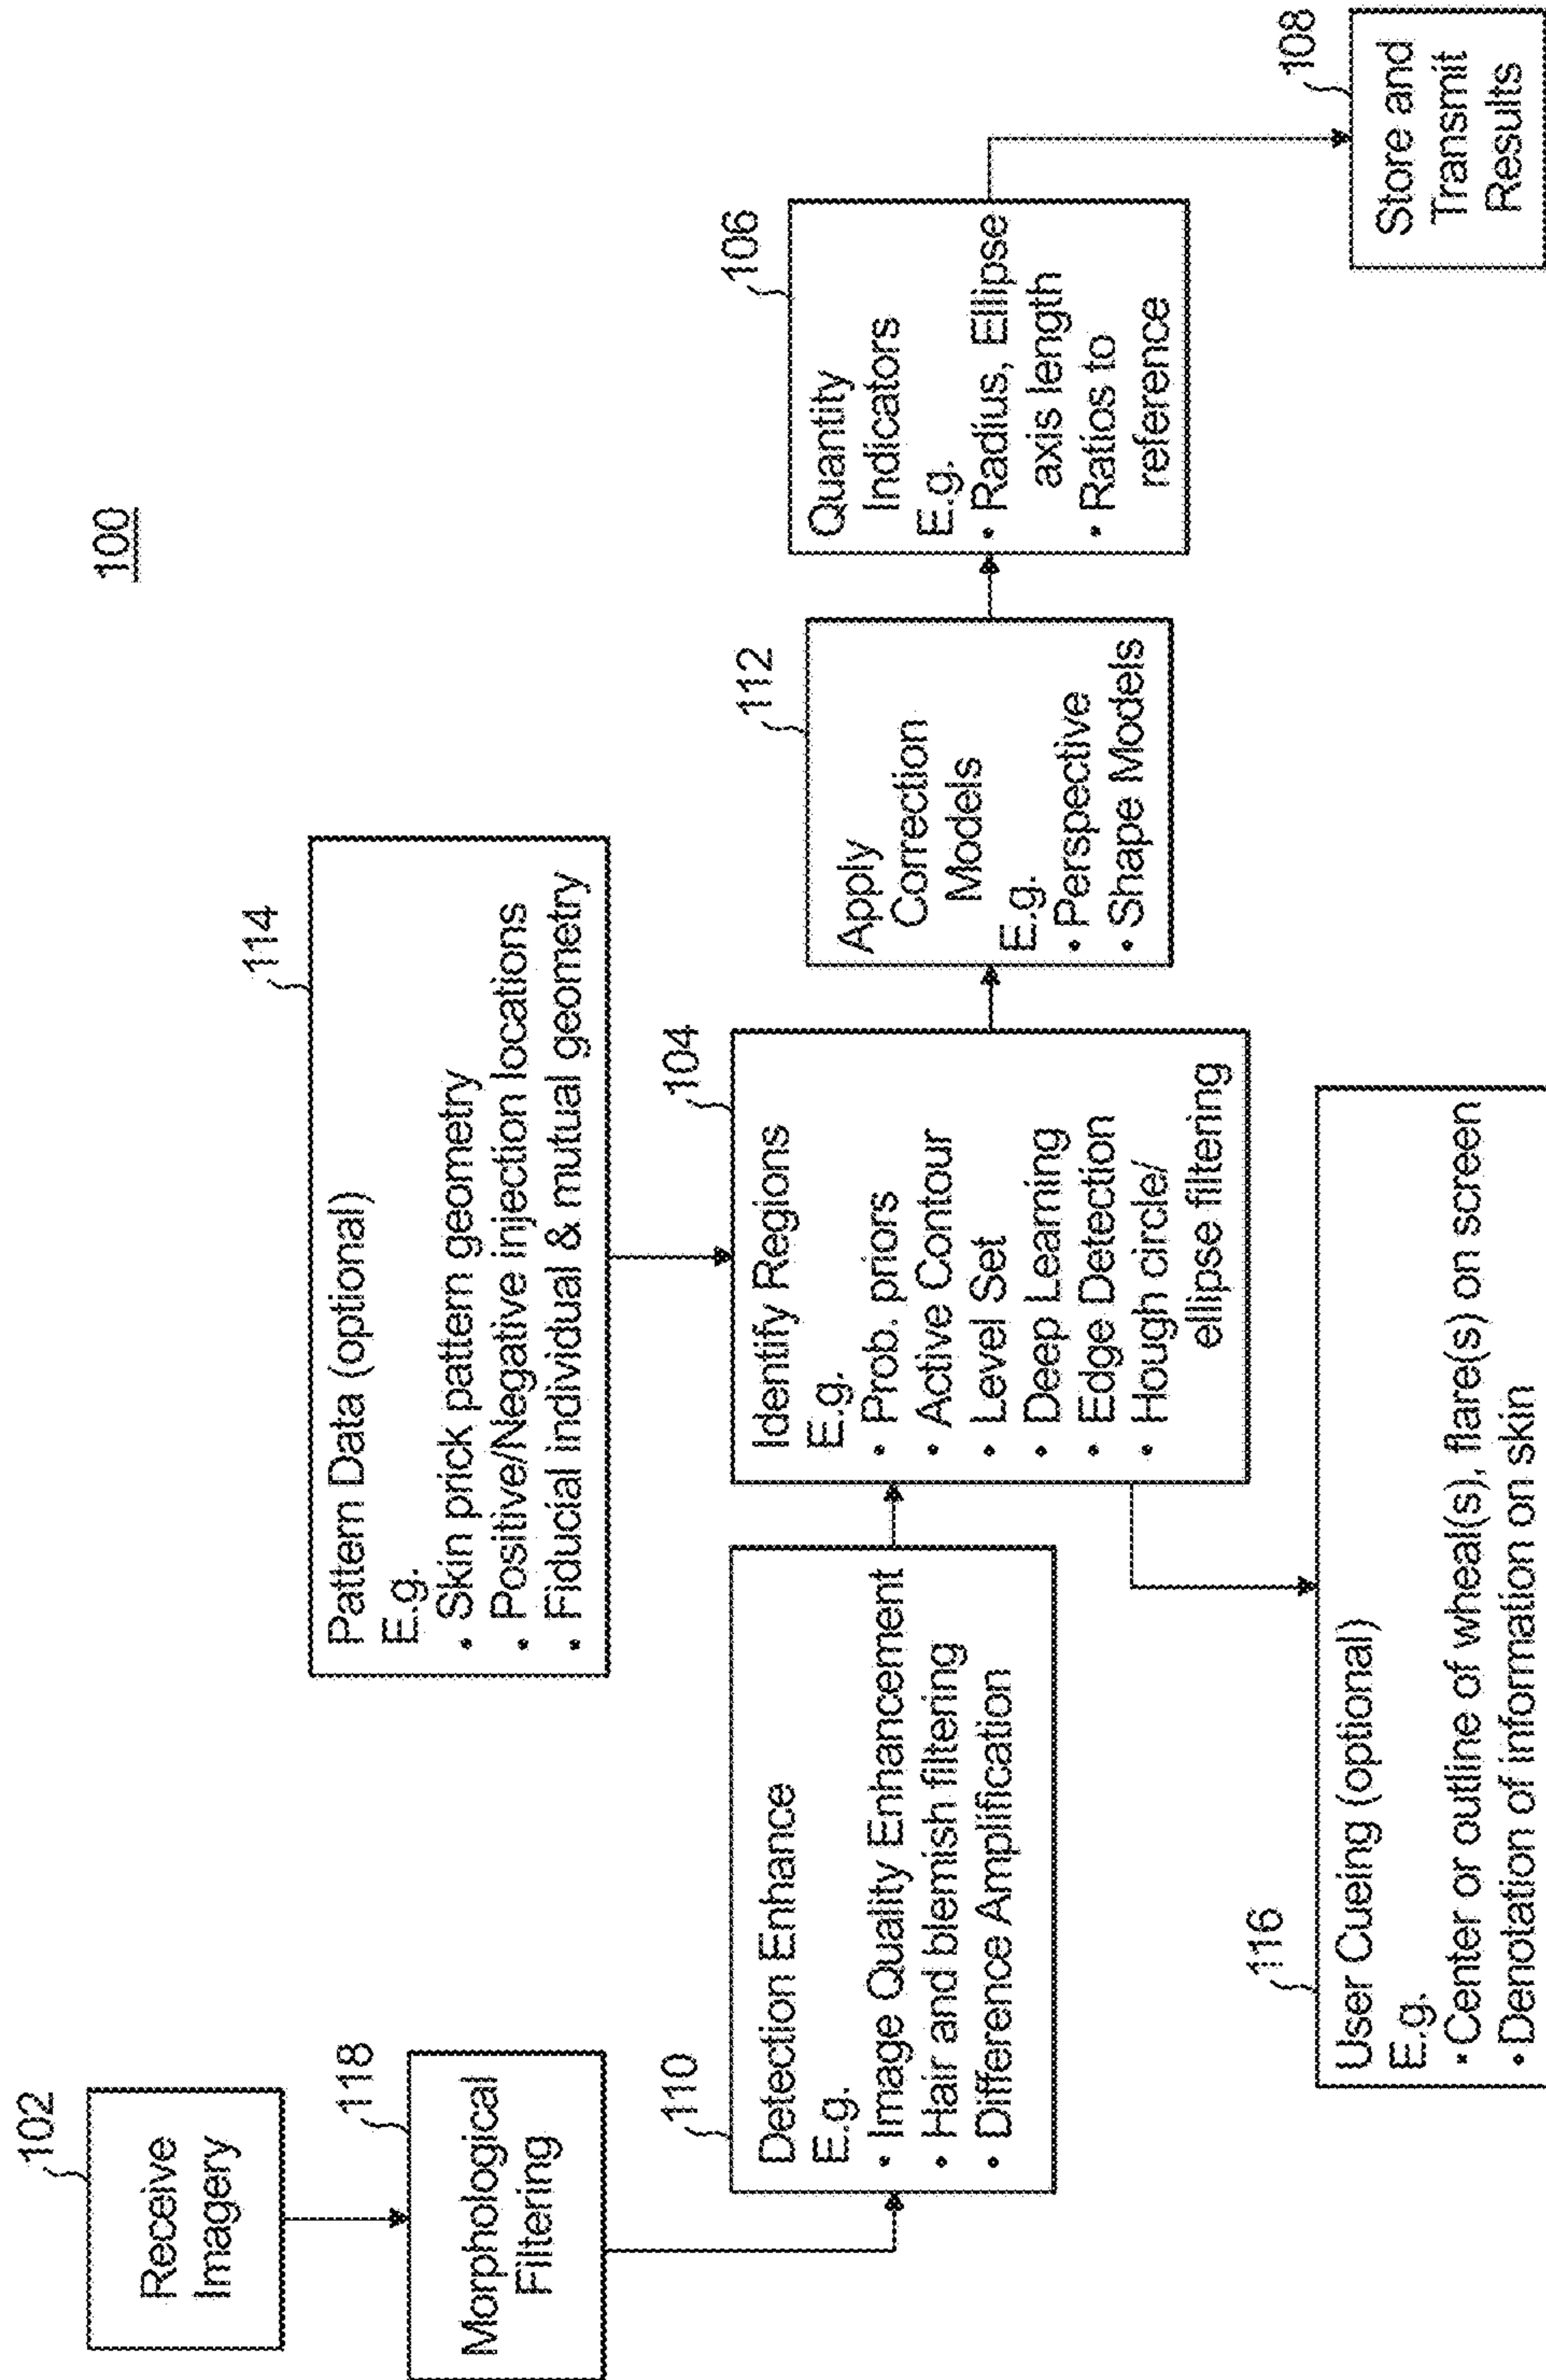 100
102
Receive
Imagery
118
Morphological
Filtering
110
Detection Enhance
E.g.
• Image Quality Enhancement
• Hair and blemish filtering
• Difference Amplification
114
Pattern Data (optional)
E.g.
• Skin prick pattern geometry
• Positive/Negative injection locations
• Fiducial individual & mutual geometry
104
Identify Regions
E.g.
• Prob. priors
• Active Contour
• Level Set
• Deep Learning
• Edge Detection
• Hough circle/
ellipse filtering
116
User Cueing (optional)
E.g.
• Center or outline of wheal(s), flare(s) on screen
• Denotation of information on skin
112
Apply
Correction
Models
E.g.
• Perspective
• Shape Models
106
Quantity
Indicators
E.g.
• Radius, Ellipse
axis length
• Ratios to
reference
108
Store and
Transmit
Results